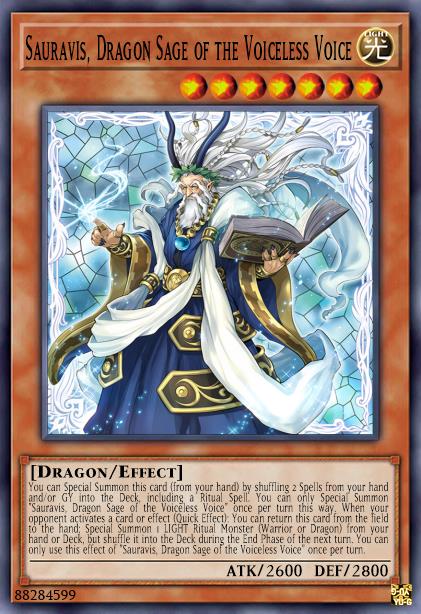 Sauravis, Dragon Sage of the Voiceless Voice
LIGHT
光
[Dragon/Effect]
You can Special Summon this card (from your hand) by shuffling 2 Spells from your hand
and/or GY into the Deck, including a Ritual Spell. You can only Special Summon
"Sauravis, Dragon Sage of the Voiceless Voice" once per turn this way. When your
opponent activates a card or effect (Quick Effect): You can return this card from the field
to the hand; Special Summon 1 LIGHT Ritual Monster (Warrior or Dragon) from your
hand or Deck, but shuffle it into the Deck during the End Phase of the next turn. You can
only use this effect of "Sauravis, Dragon Sage of the Voiceless Voice" once per turn.
ATK/2600 DEF/2800
88284599